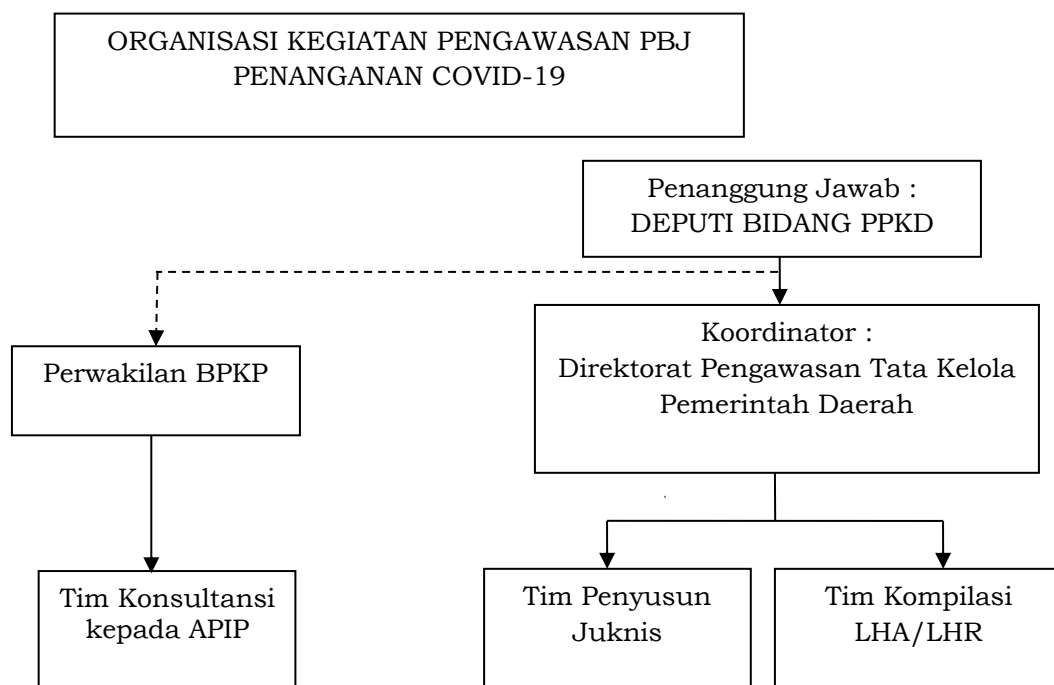 ORGANISASI KEGIATAN PENGAWASAN PBJ
PENANGANAN COVID-19
Penanggung Jawab :
DEPUTI BIDANG PPKD
Perwakilan BPKP
Koordinator :
Direktorat Pengawasan Tata Kelola
Pemerintah Daerah
Tim Konsultansi
kepada APIP
Tim Penyusun
Juknis
Tim Kompilasi
LHA/LHR